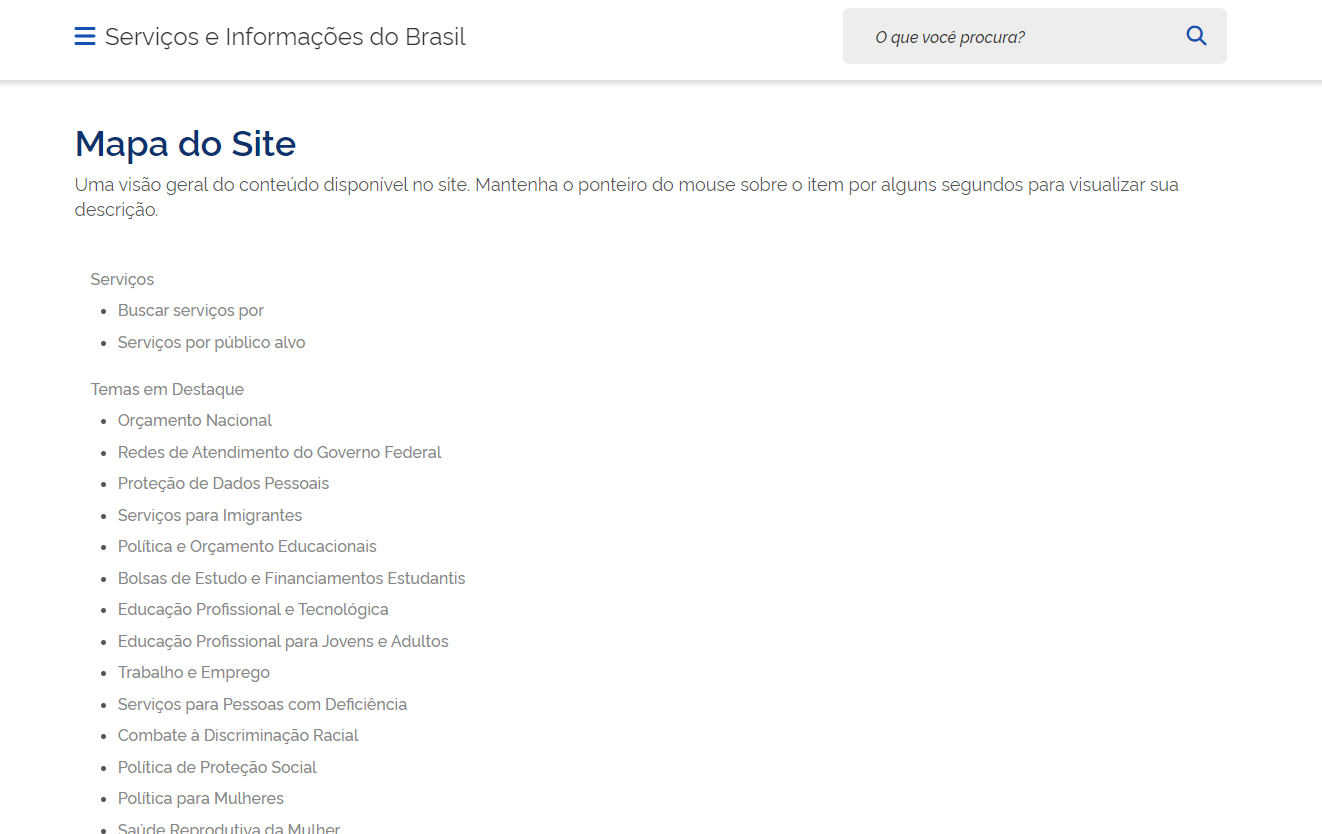 Serviços e Informações do Brasil
O que você procura?
Mapa do Site
Uma visão geral do conteúdo disponível no site. Mantenha o ponteiro do mouse sobre o item por alguns segundos para visualizar sua
descrição.
Serviços
Buscar serviços por
Serviços por público alvo
Temas em Destaque
Orçamento Nacional
Redes de Atendimento do Governo Federal
Proteção de Dados Pessoais
Serviços para Imigrantes
Política e Orçamento Educacionais
Bolsas de Estudo e Financiamentos Estudantis
Educação Profissional e Tecnológica
Educação Profissional para Jovens e Adultos
Trabalho e Emprego
Serviços para Pessoas com Deficiência
Combate à Discriminação Racial
Política de Proteção Social
Política para Mulheres
Saúde Reprodutiva da Mulher